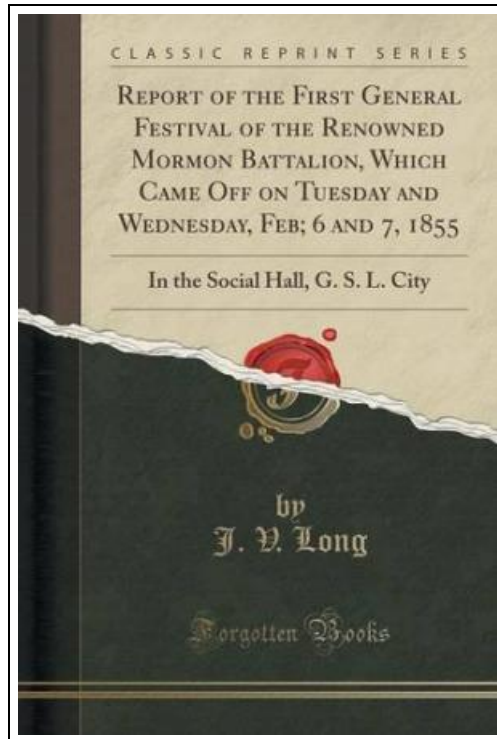 CLASSIC REPRINT SERIES
REPORT OF THE FIRST GENERAL
FESTIVAL OF THE RENOWNED
MORMON BATTALION, WHICH
CAME OFF ON TUESDAY AND
WEDNESDAY, FEB; 6 AND 7, 1855
In the Social Hall, G. S. L. City
by
J. V. Long
Forgotten Books